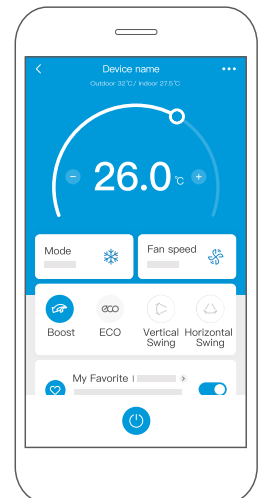 Device name
Outdoor 32℃/ Indoor 27.5℃
26.0℃
Mode
Fan speed
eco
Boost ECO Vertical Swing Horizontal Swing
My Favorite |